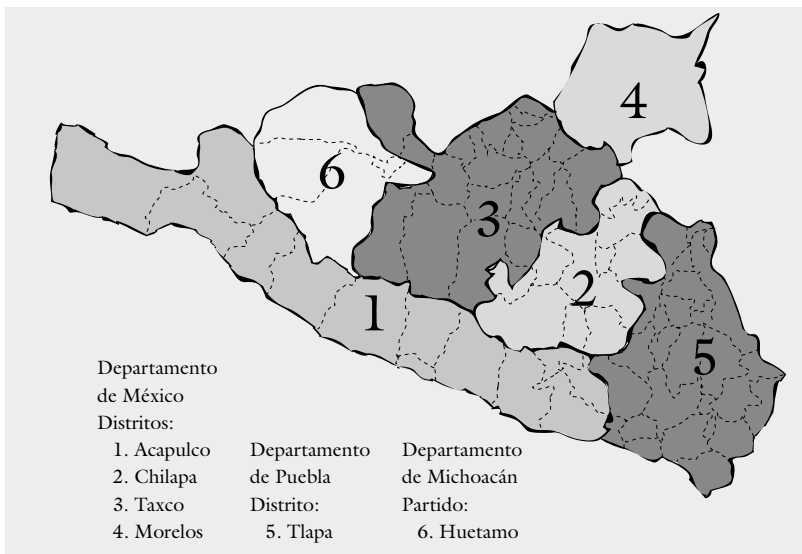 4
6
3
2
1
5
Departamento
de México
Distritos:
1. Acapulco
2. Chilapa
3. Taxco
4. Morelos
Departamento
de Puebla
Distrito:
5. Tlapa
Departamento
de Michoacán
Partido:
6. Huetamo